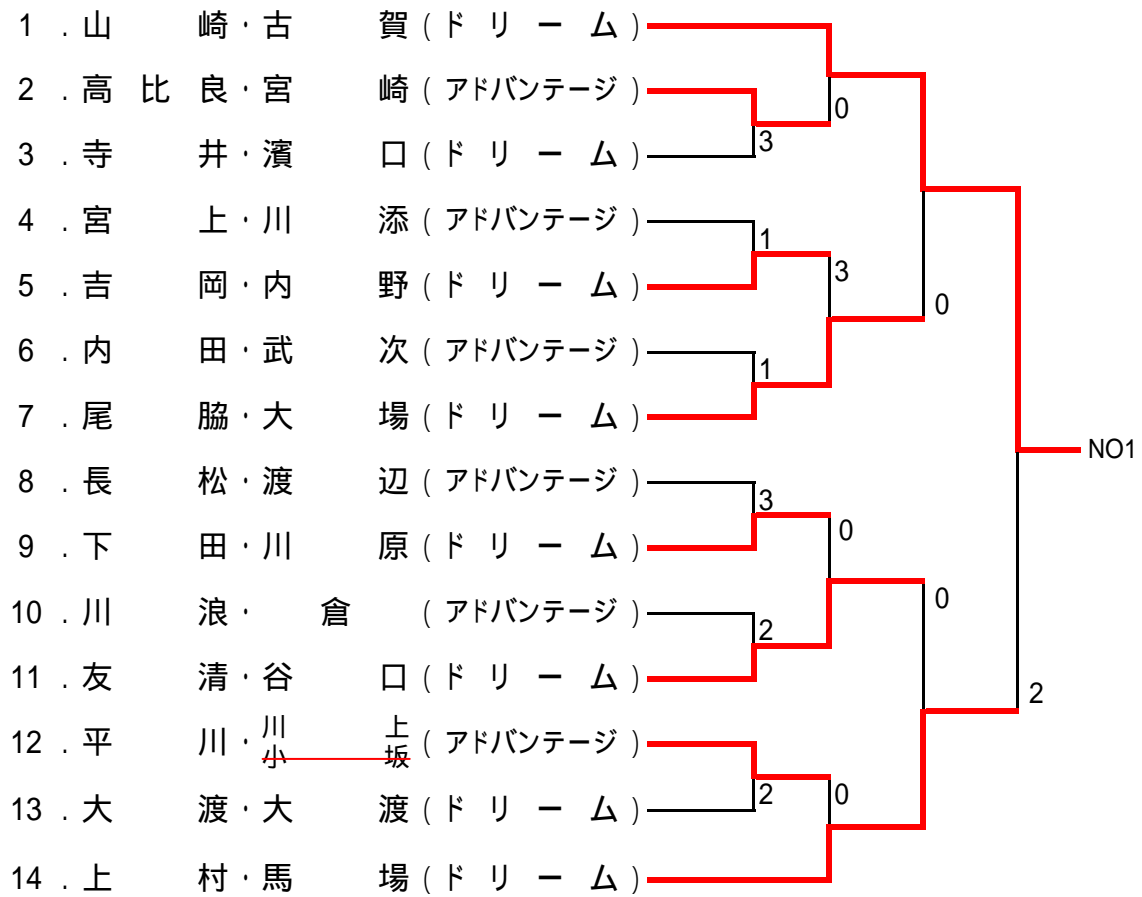 1 . 山 崎・古 賀 ( ド リ ー ム )
2 . 高 比 良・宮 崎 ( アドバンテージ )
0
3 . 寺 井・濱 口 ( ド リ ー ム )
3
4 . 宮 上・川 添 ( アドバンテージ )
1
5 . 吉 岡・内 野 ( ド リ ー ム )
3
0
6 . 内 田・武 次 ( アドバンテージ )
1
7 . 尾 脇・大 場 ( ド リ ー ム )
NO1
8 . 長 松・渡 辺 ( アドバンテージ )
3
9 . 下 田・川 原 ( ド リ ー ム )
0
10 . 川 浪・ 倉 ( アドバンテージ )
2
0
11 . 友 清・谷 口 ( ド リ ー ム )
2
12 . 平 川・川 上 ( アドバンテージ )
小 坂
13 . 大 渡・大 渡 ( ド リ ー ム )
2
0
14 . 上 村・馬 場 ( ド リ ー ム )